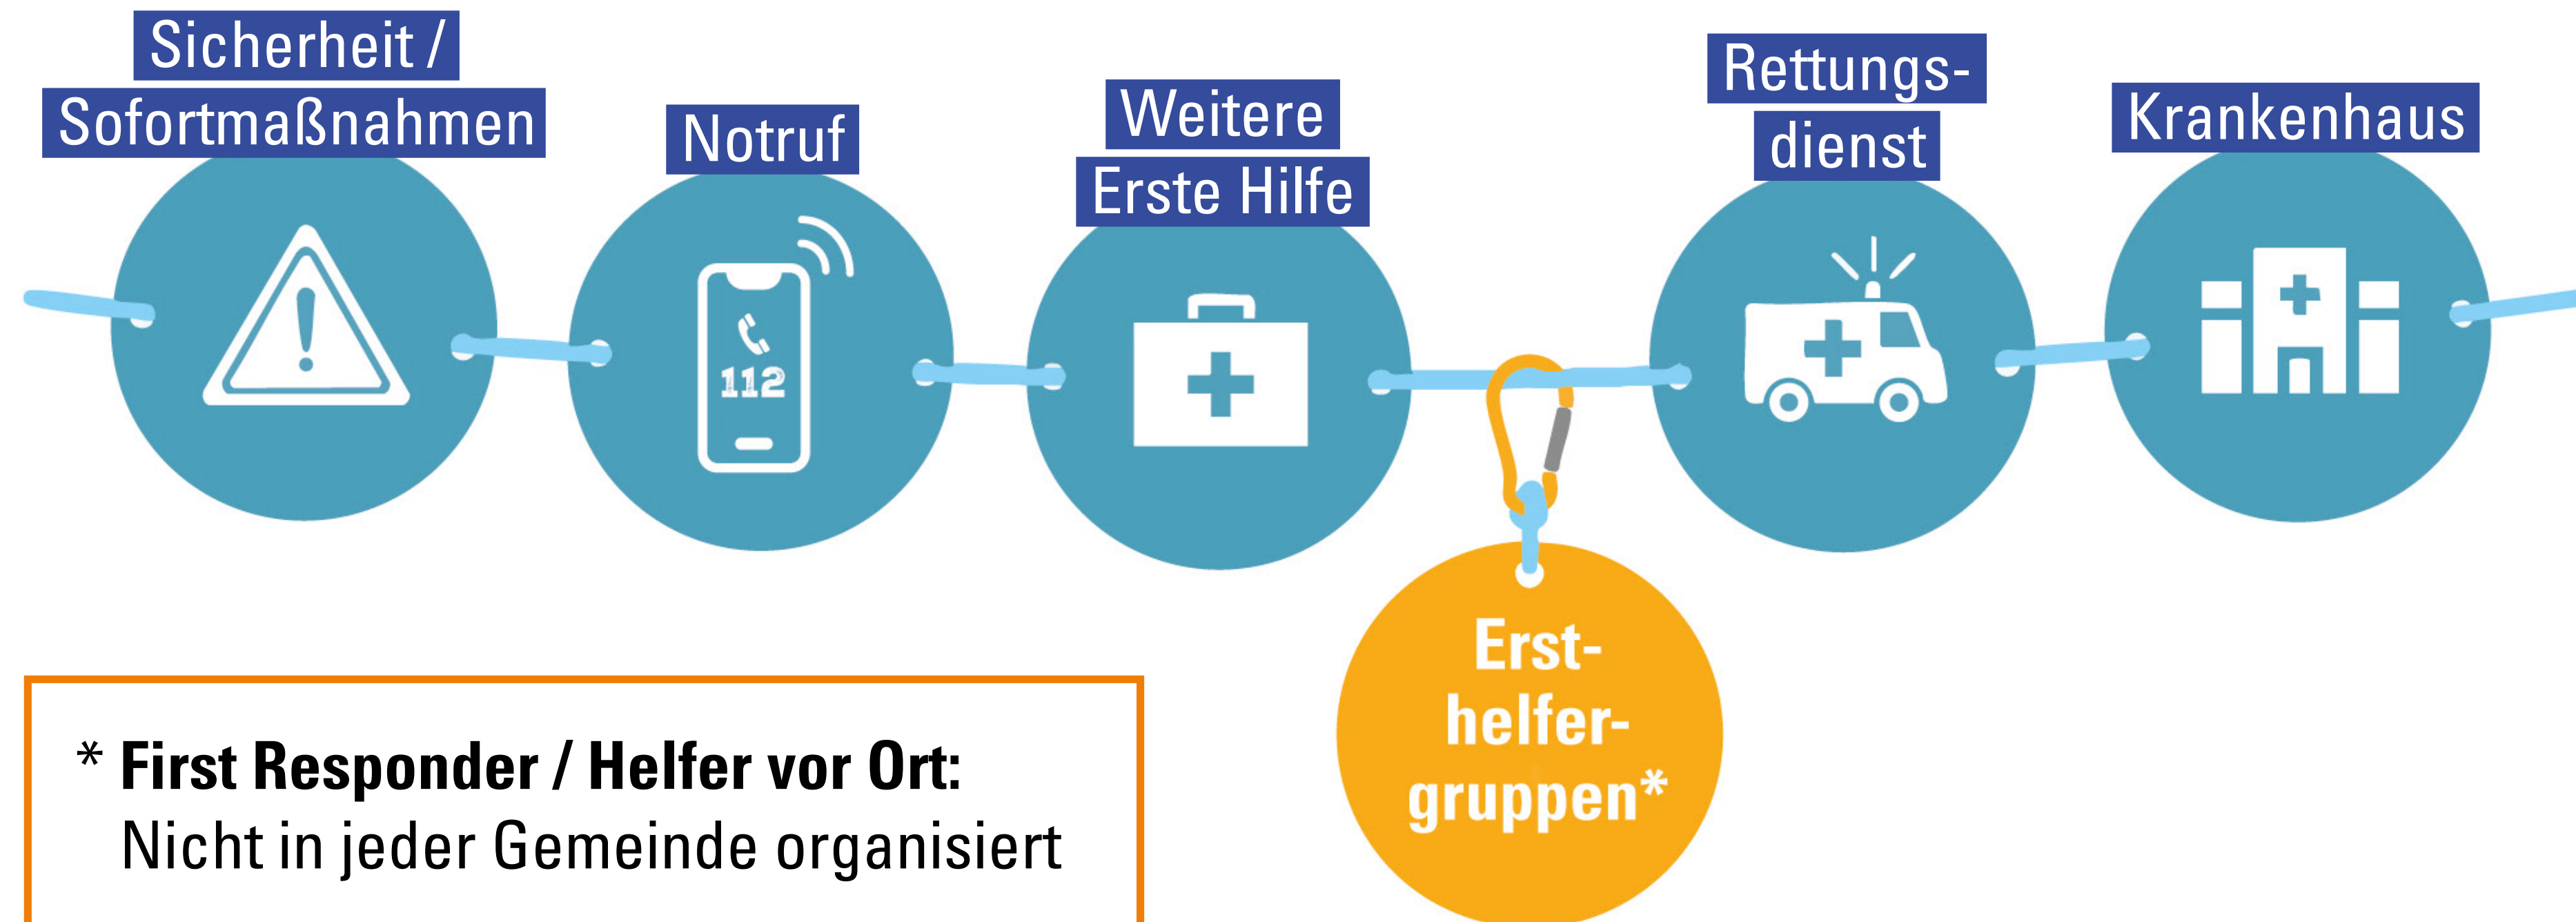 Sicherheit /
Sofortmaßnahmen
Notruf
112
Weitere
Erste Hilfe
Rettungs-
dienst
Krankenhaus
Erst-
helfer-
gruppen*
* First Responder / Helfer vor Ort:
Nicht in jeder Gemeinde organisiert